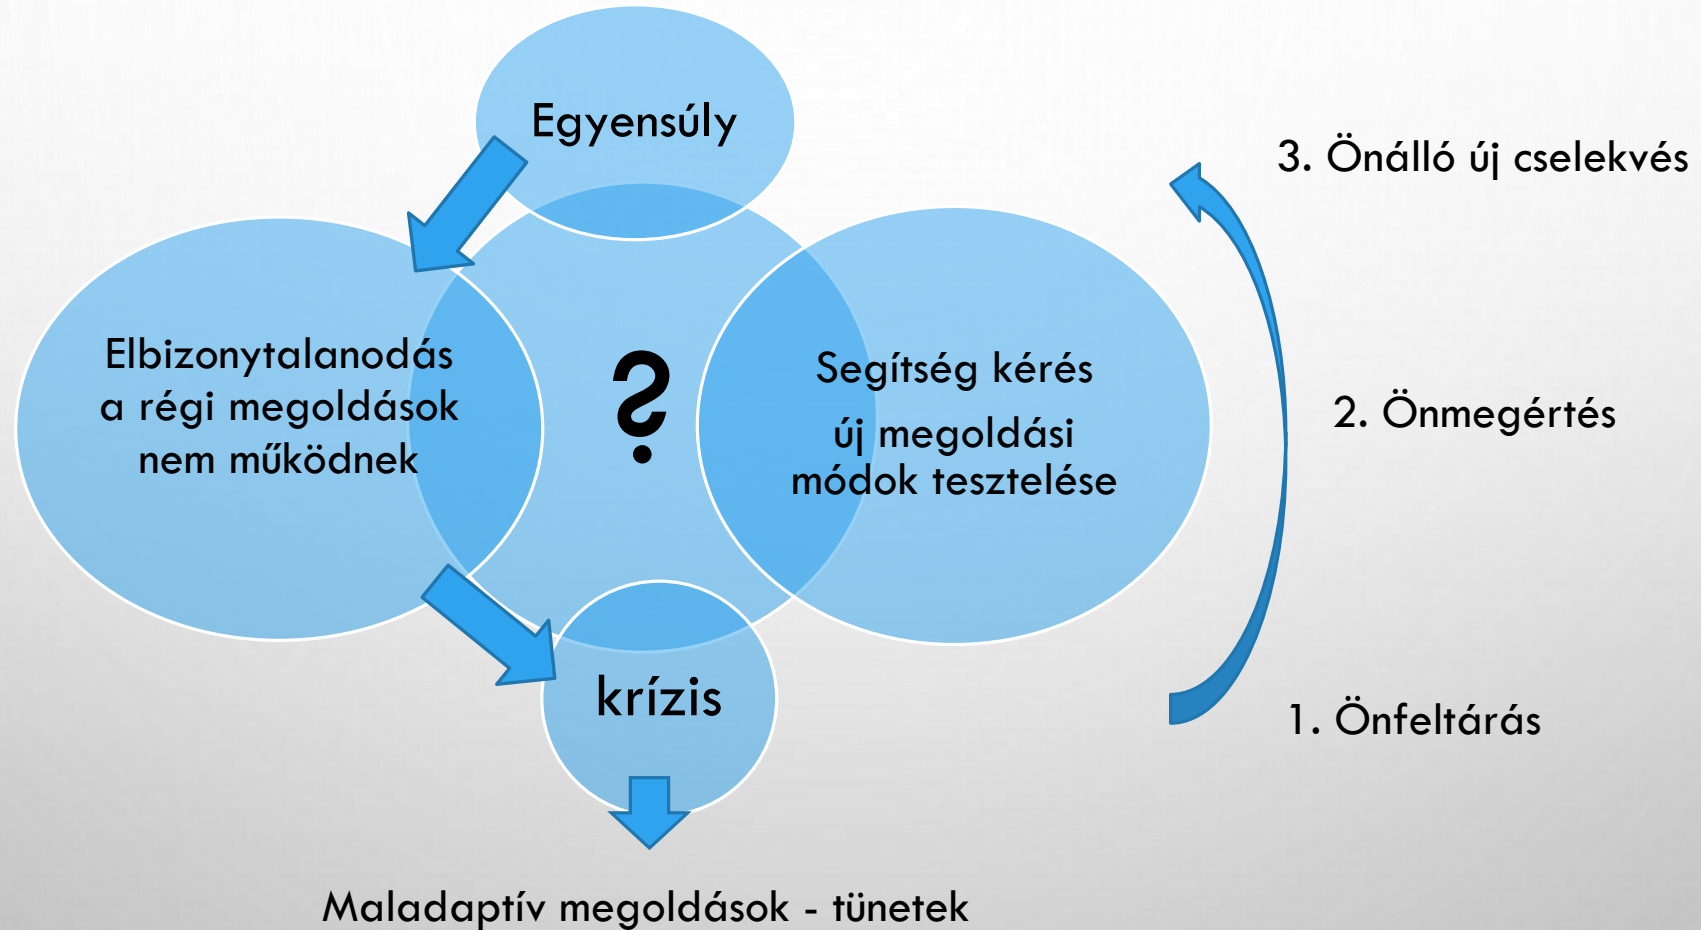 Egyensúly
3. Önálló új cselekvés
Elbizonytalanodás
a régi megoldások
nem működnek
?
Segítség kérés
új megoldási
módok tesztelése
2. Önmegértés
krízis
1. Önfeltárás
Maladaptív megoldások - tünetek